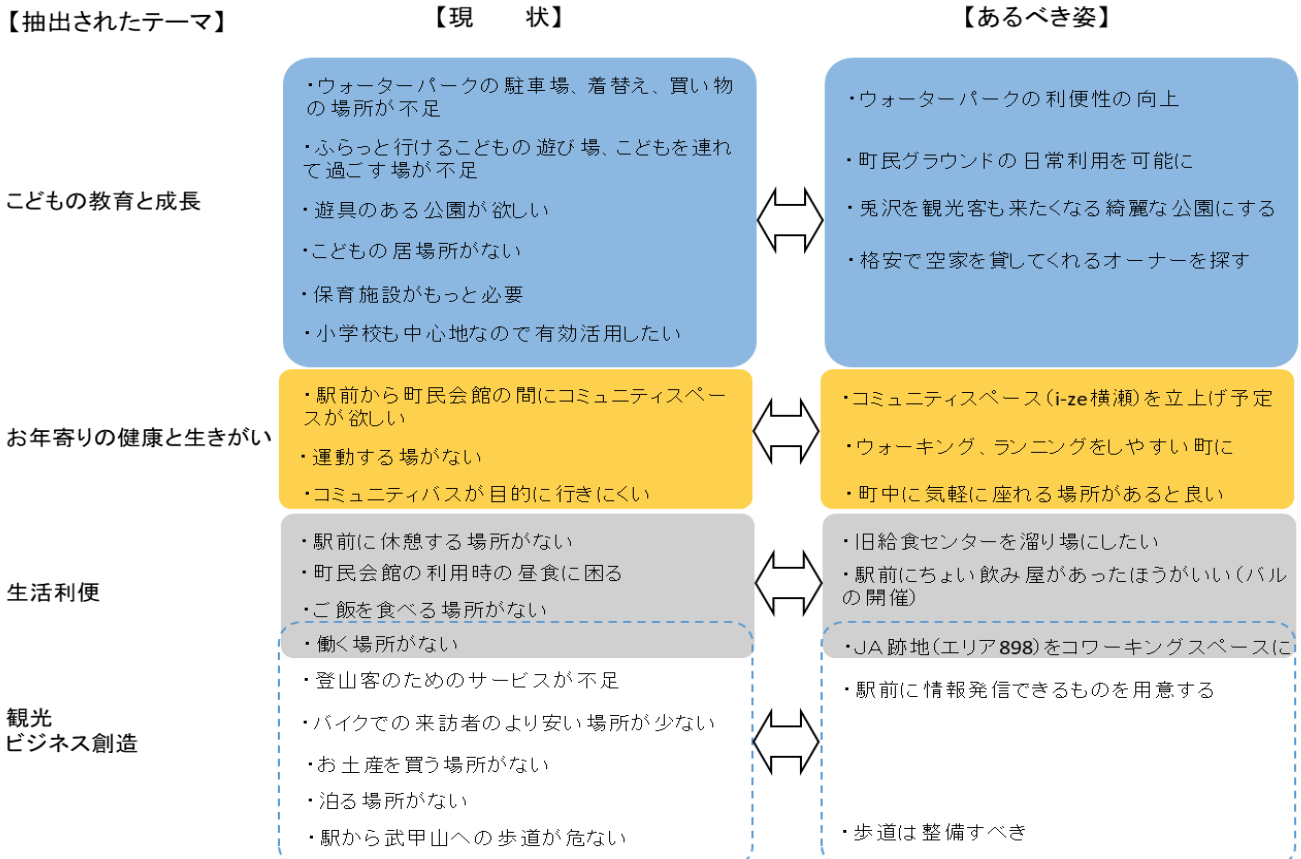 【抽出されたテーマ】
【現　　状】
【あるべき姿】
こどもの教育と成長
・ウォーターパークの駐車場、着替え、買い物
の場所が不足
・ふらっと行けるこどもの遊び場、こどもを連れ
て過ごす場が不足
・遊具のある公園が欲しい
・こどもの居場所がない
・保育施設がもっと必要
・小学校も中心地なので有効活用したい
・ウォーターパークの利便性の向上
・町民グラウンドの日常利用を可能に
・兎沢を観光客も来たくなる綺麗な公園にする
・格安で空家を貸してくれるオーナーを探す
お年寄りの健康と生きがい
・駅前から町民会館の間にコミュニティスペー
スが欲しい
・運動する場がない
・コミュニティバスが目的に行きにくい
・コミュニティスペース(i-ze横瀬)を立上げ予定
・ウォーキング、ランニングをしやすい町に
・町中に気軽に座れる場所があると良い
生活利便
・駅前に休憩する場所がない
・町民会館の利用時の昼食に困る
・ご飯を食べる場所がない
・働く場所がない
・旧給食センターを溜り場にしたい
・駅前にちょい飲み屋があったほうがいい(バル
の開催)
・JA跡地(エリア898)をコワーキングスペースに
観光
ビジネス創造
・登山客のためのサービスが不足
・バイクでの来訪者のより安い場所が少ない
・お土産を買う場所がない
・泊る場所がない
・駅から武甲山への歩道が危ない
・駅前に情報発信できるものを用意する
・歩道は整備すべき